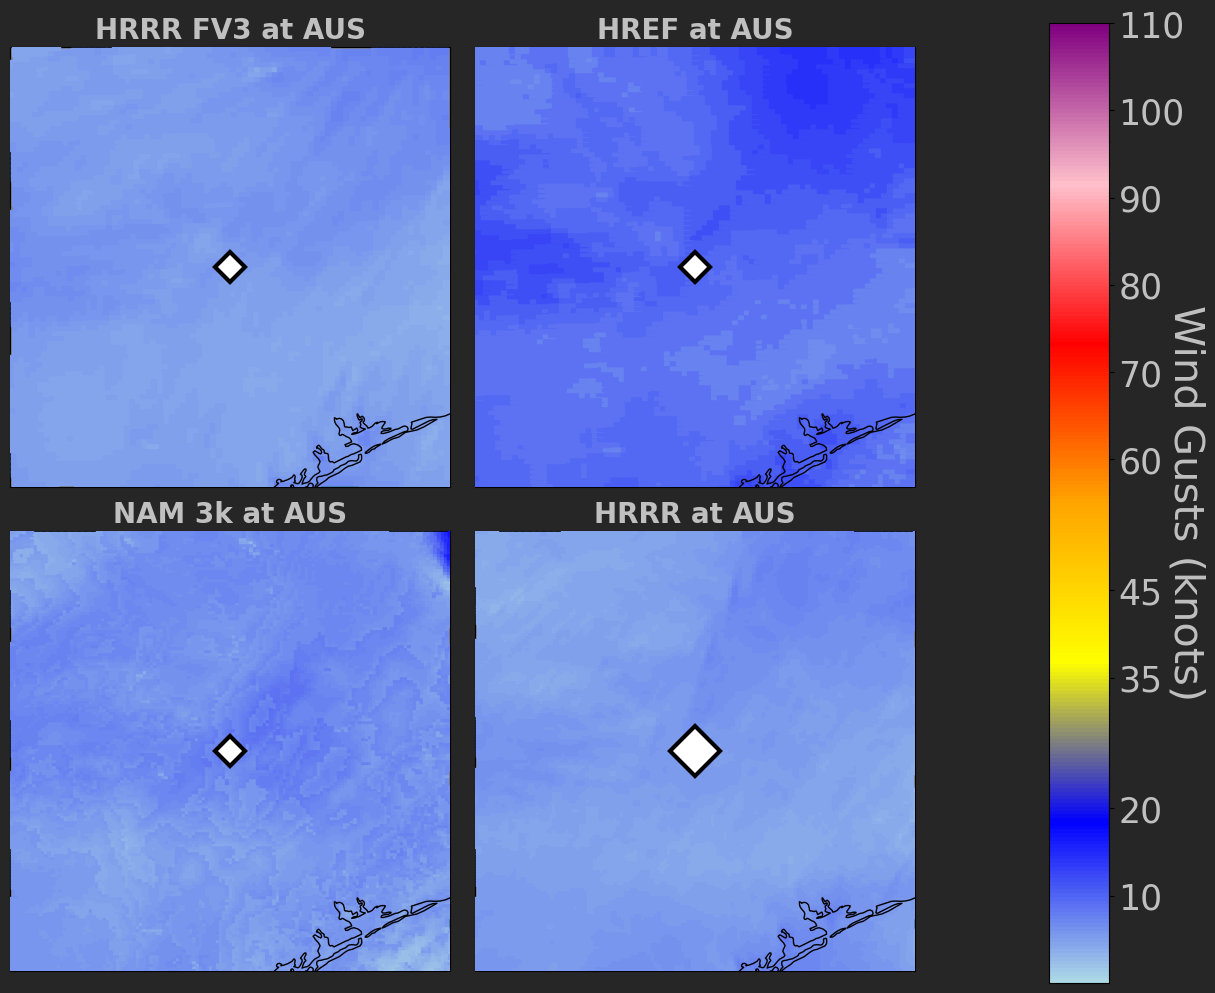 HRRR FV3 at AUS
HREF at AUS
NAM 3k at AUS
HRRR at AUS
110
100
90
80
70
60
45
35
20
10
Wind Gusts (knots)